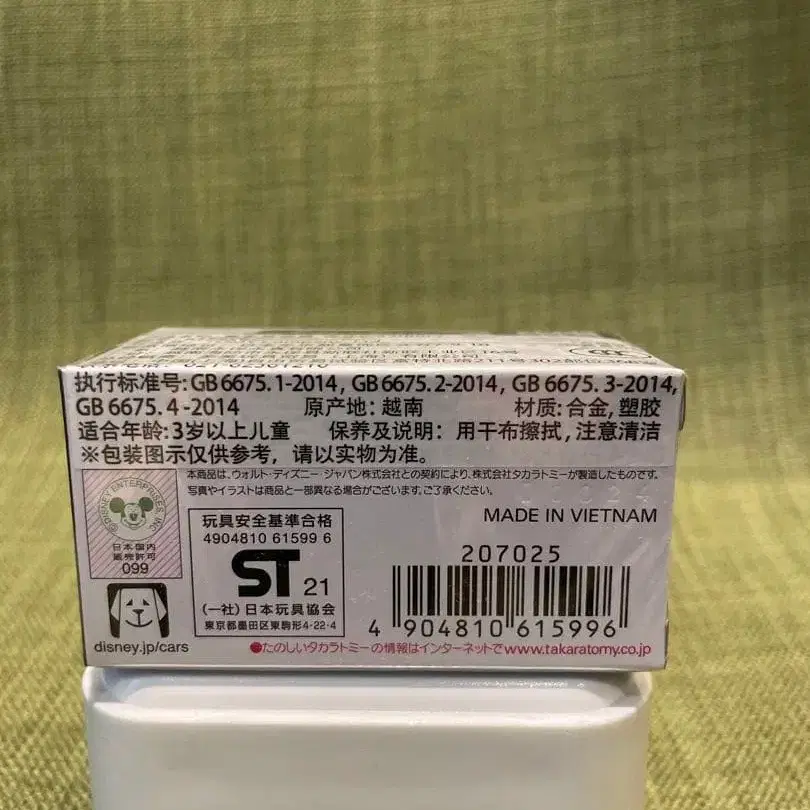 执行标准号: GB 6675.1-2014, GB 6675.2-2014, GB 6675. 3-2014,
GB 6675. 4 -2014 原产地: 越南 材质: 合金, 塑胶
适合年龄: 3岁以上儿童 保养及说明: 用干布擦拭, 注意清洁
※包装图示仅供参考, 请以实物为准。
本商品は、ウォルト・ディズニー・ジャパン株式会社との契約により、株式会社タカラトミーが製造したものです。
写真やイラストは商品と一部異なる場合がございます。ご了承ください。
©DISNEY ENTERPRISES, INC.
日本国内
販売許可
099
disney.jp/cars
玩具安全基準合格
4904810 61599 6
ST 21
(一社) 日本玩具協会
東京都墨田区東駒形4-22-4
MADE IN VIETNAM
207025
4 904810 615996
●たのしいタカラトミーの情報はインターネットで www.takaratomy.co.jp